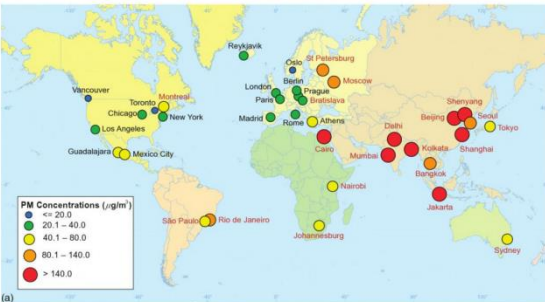 Reykjavik
Oslo
St Petersburg
Moscow
Vancouver
Montreal
Toronto
Chicago
New York
Los Angeles
London
Berlin
Prague
Paris
Bratislava
Madrid
Rome
Athens
Cairo
Shenyang
Beijing
Seoul
Tokyo
Delhi
Shanghai
Mumbai
Kolkata
Bangkok
Guadalajara
Mexico City
Nairobi
Jakarta
São Paulo
Rio de Janeiro
Johannesburg
Sydney
PM Concentrations (µg/m³)
<= 20.0
20.1 – 40.0
40.1 – 80.0
80.1 – 140.0
> 140.0
(a)